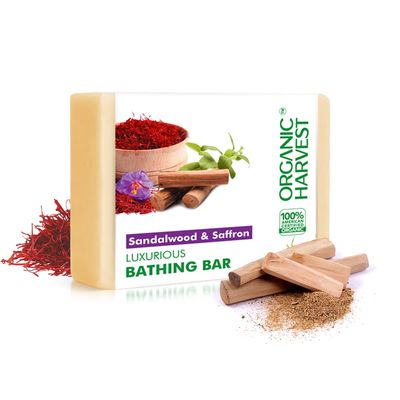 Sandalwood & Saffron
LUXURIOUS
BATHING BAR
ORGANIC
HARVEST
100%
AMERICAN
CERTIFIED
ORGANIC